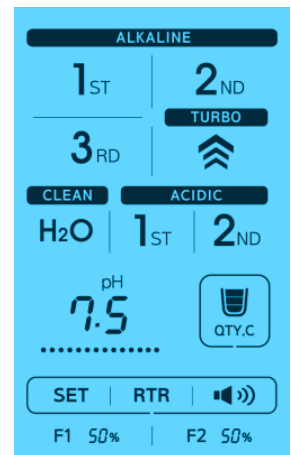 ALKALINE
1ST 2ND
TURBO
3RD
CLEAN ACIDIC
H2O 1ST 2ND
pH
7.5
QTY.C
SET RTR
F1 50% F2 50%